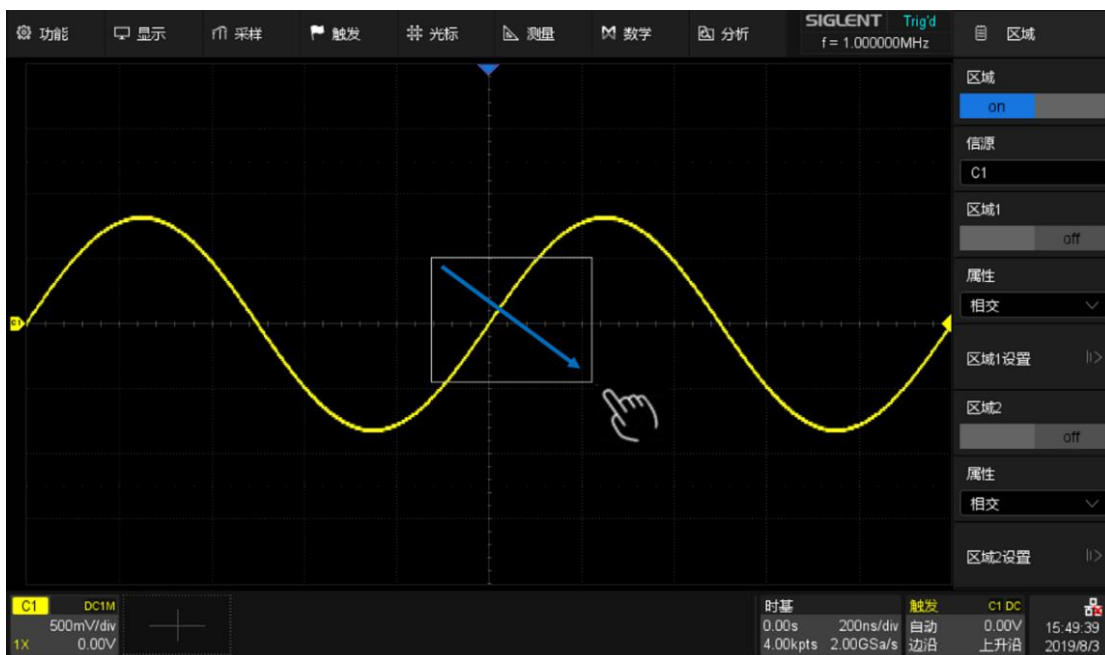 功能 显示 采样 触发 光标 测量 数学 分析
SIGLENT Trig'd
f = 1.000000MHz
区域
区域
on
信源
C1
区域1
off
属性
相交
区域1设置
区域2
off
属性
相交
区域2设置
C1
C1 DC1M
500mV/div
1X 0.00V
时基
0.00s 200ns/div
4.00kpts 2.00GSa/s
触发 C1 DC
自动 0.00V
边沿 上升沿
15:49:39
2019/8/3